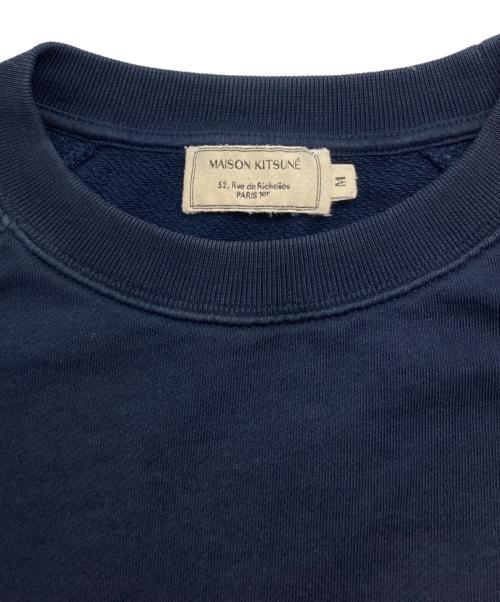 MAISON KITSUNÉ
52, Rue de Richelieu
PARIS 1er
M